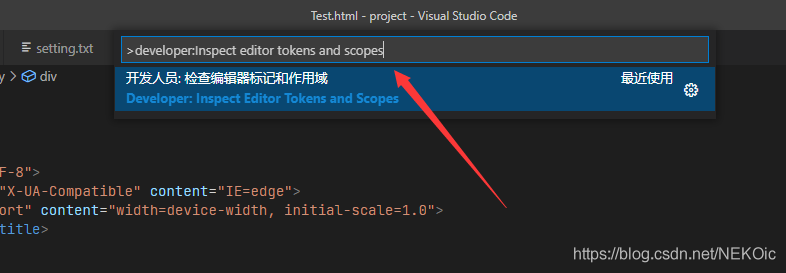 Test.html - project - Visual Studio Code
setting.txt
>developer:Inspect editor tokens and scopes
y > div
开发人员: 检查编辑器标记和作用域 最近使用
Developer: Inspect Editor Tokens and Scopes
F-8">
"X-UA-Compatible" content="IE=edge">
ort" content="width=device-width, initial-scale=1.0">
title>
https://blog.csdn.net/NEKOic